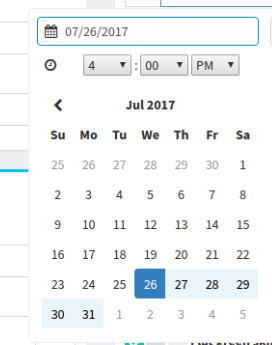 07/26/2017
4 : 00 PM
Jul 2017
Su Mo Tu We Th Fr Sa
25 26 27 28 29 30 1
2 3 4 5 6 7 8
9 10 11 12 13 14 15
16 17 18 19 20 21 22
23 24 25 26 27 28 29
30 31 1 2 3 4 5